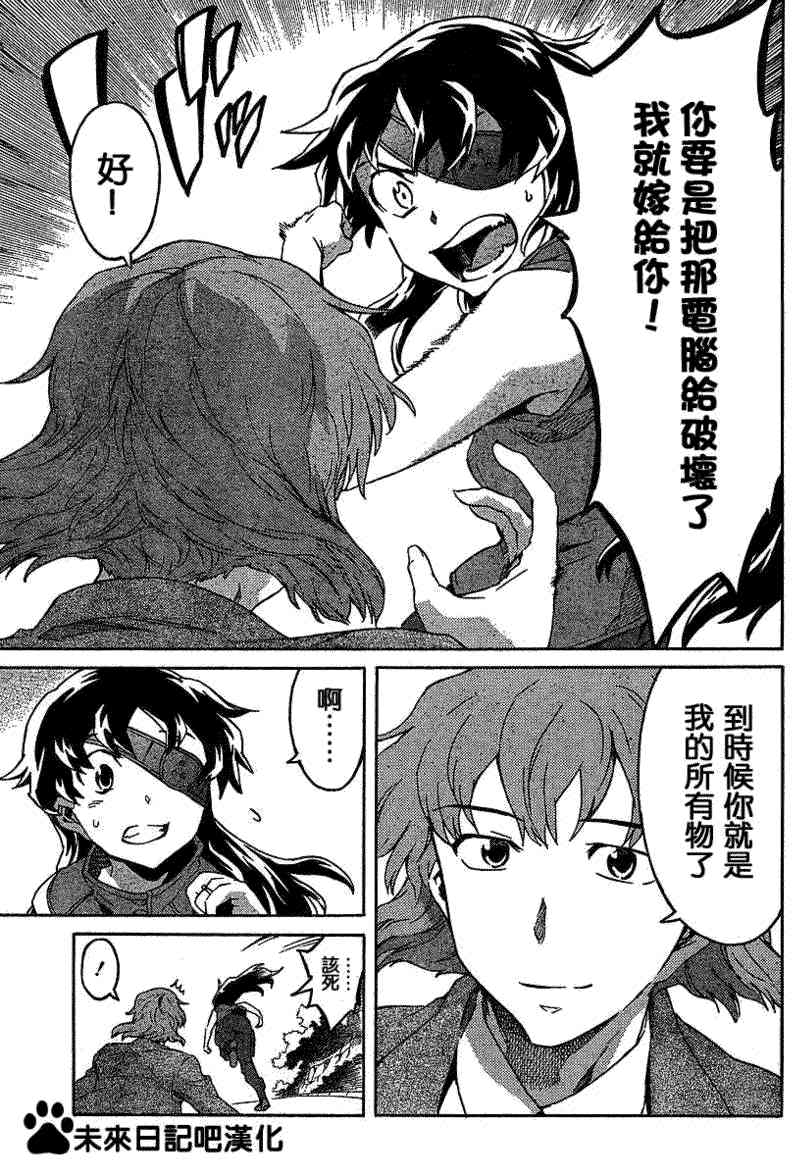 你要是把那電腦給破壞了
我就嫁給你！
好！
到時候你就是
我的所有物了
啊……
……
該死
！
未來日記吧漢化